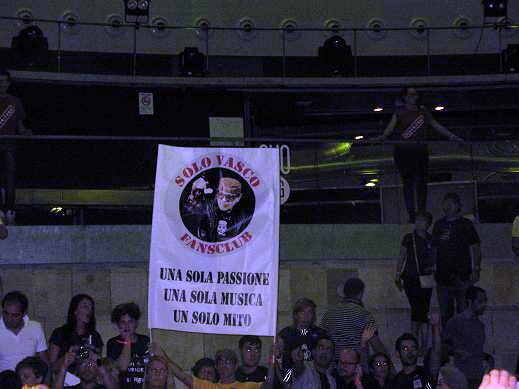 SOLO VASCO
FANSCLUB
UNA SOLA PASSIONE
UNA SOLA MUSICA
UN SOLO MITO